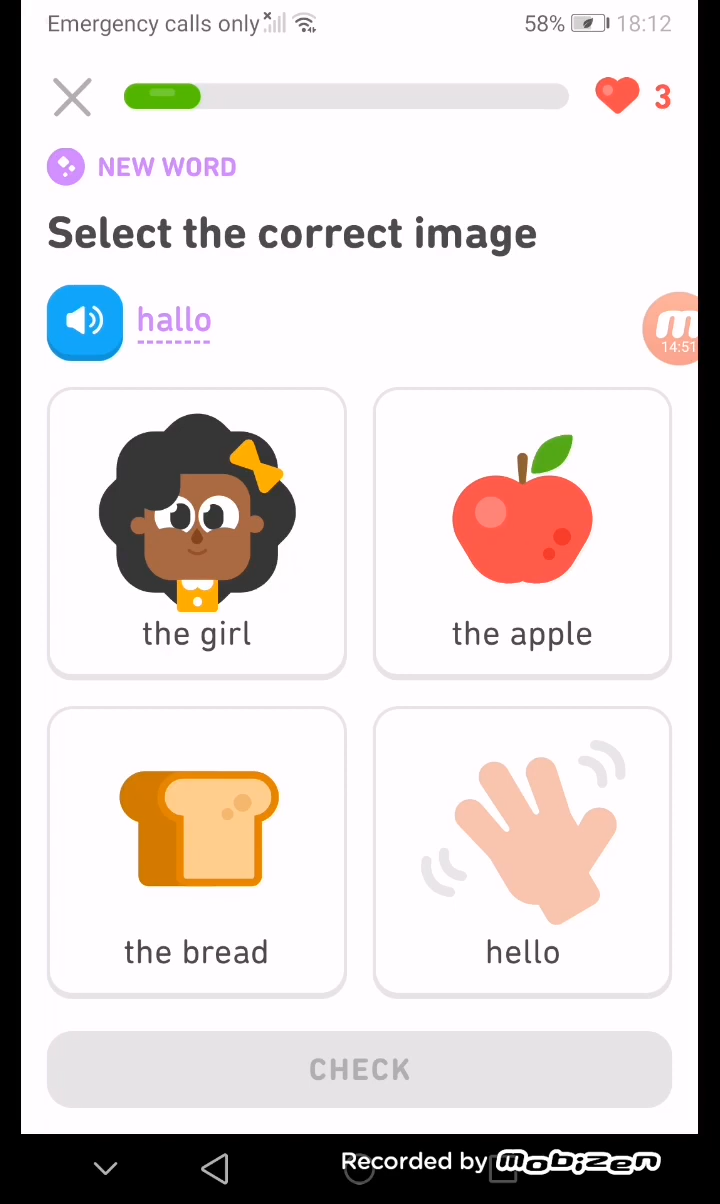 Emergency calls only 58% 18:12
3
NEW WORD
Select the correct image
hallo
m
14:51
the girl
the apple
the bread
hello
CHECK
Recorded by mobizen